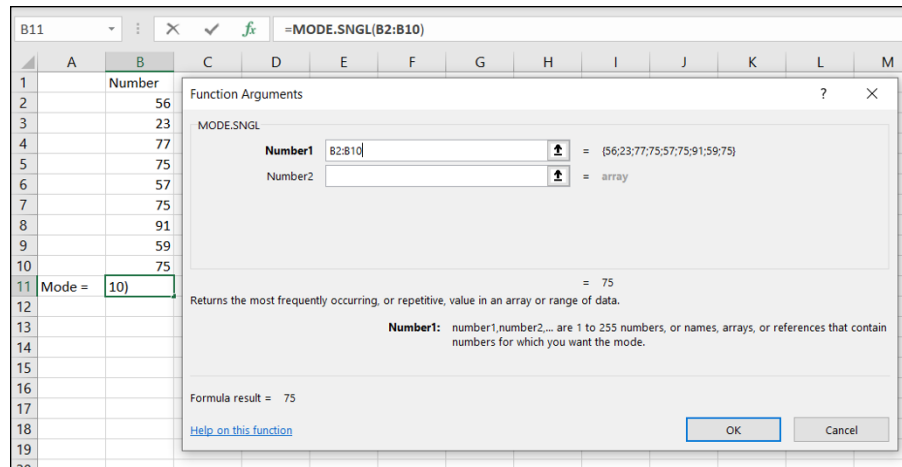 B11 fx =MODE.SNGL(B2:B10)
A B C D E F G H I J K L M
1 Number
2 56
3 23
4 77
5 75
6 57
7 75
8 91
9 59
10 75
11 Mode = 10)
12
13
14
15
16
17
18
19
20
Function Arguments ? ×
MODE.SNGL
Number1 B2:B10 = {56;23;77;75;57;75;91;59;75}
Number2 = array
= 75
Returns the most frequently occurring, or repetitive, value in an array or range of data.
Number1: number1,number2,... are 1 to 255 numbers, or names, arrays, or references that contain
numbers for which you want the mode.
Formula result = 75
Help on this function OK Cancel